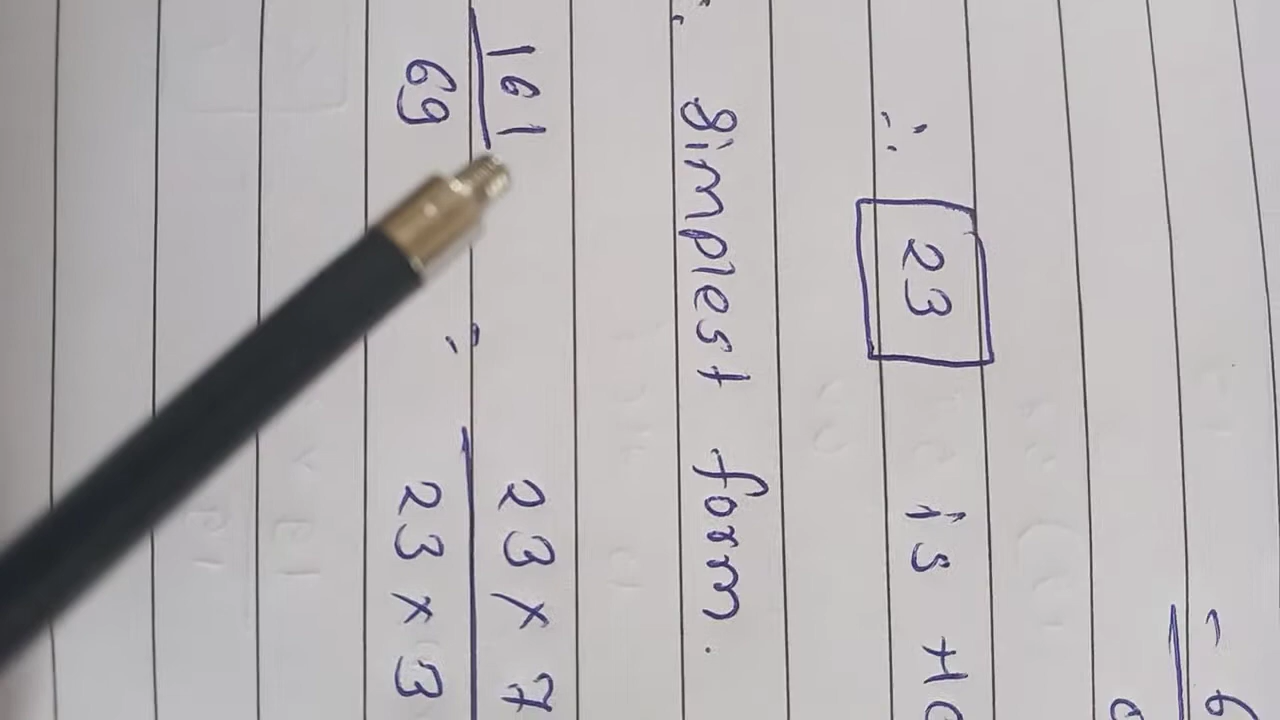 ∴ 23 is HC
simplest form.
161 = 23 × 7
69 23 × 3